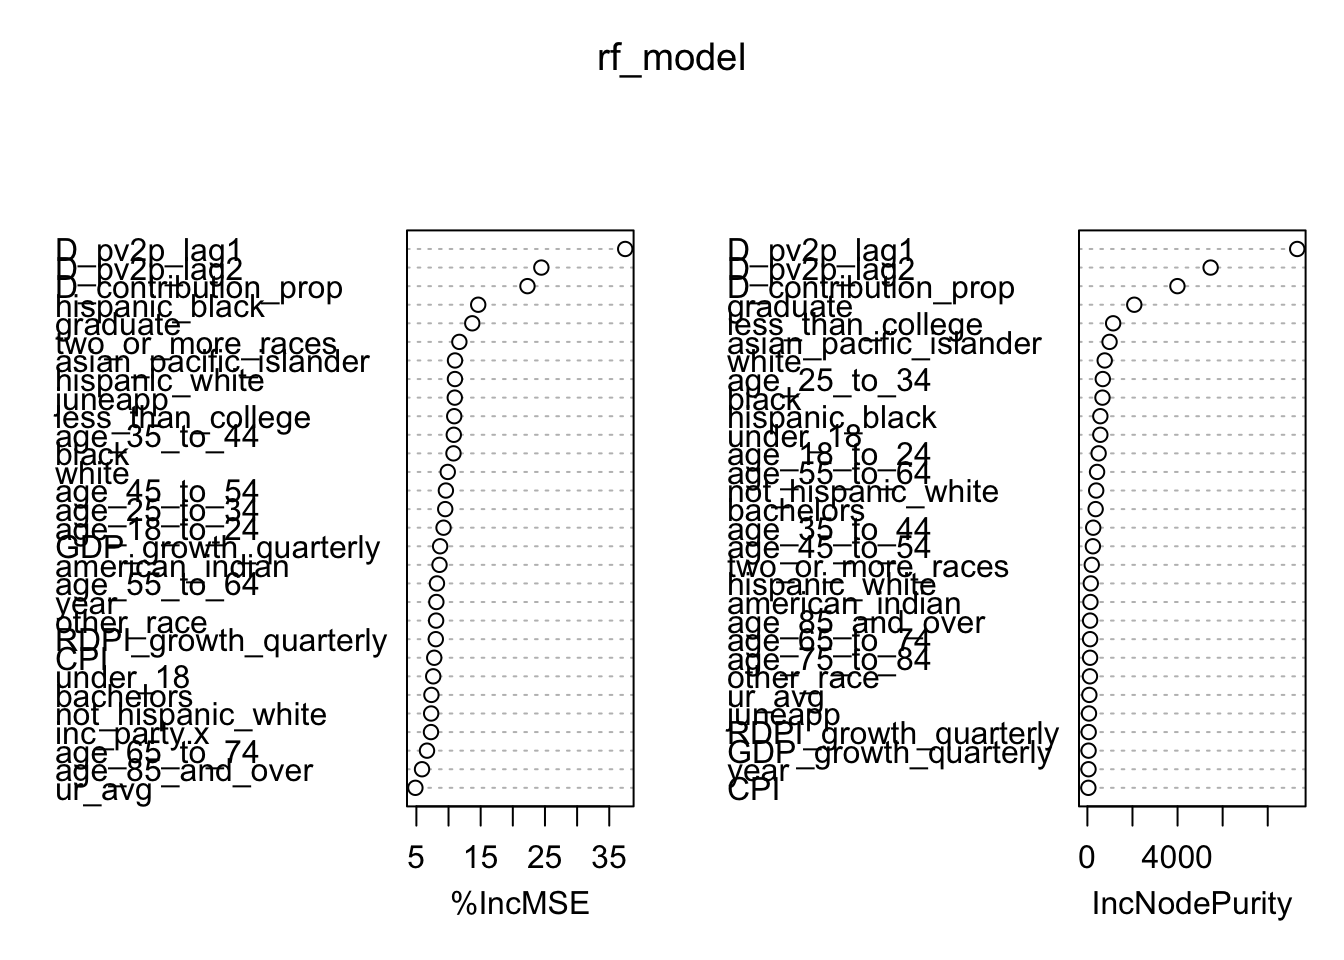 rf_model
D_pv2p_lag1
D_pv2p_lag2
D_contribution_prop
hispanic_black
graduate
two_or_more_races
asian_pacific_islander
hispanic_white
juneapp
less_than_college
age_35_to_44
black
white
age_45_to_54
age_25_to_34
age_18_to_24
GDP_growth_quarterly
american_indian
age_55_to_64
year
other_race
RDPI_growth_quarterly
CPI
under_18
bachelors
not_hispanic_white
inc_party.x
age_65_to_74
age_85_and_over
ur_avg
5 15 25 35
%IncMSE
D_pv2p_lag1
D_pv2p_lag2
D_contribution_prop
graduate
less_than_college
asian_pacific_islander
white
age_25_to_34
black
hispanic_black
under_18
age_18_to_24
age_55_to_64
not_hispanic_white
bachelors
age_35_to_44
age_45_to_54
two_or_more_races
hispanic_white
american_indian
age_85_and_over
age_65_to_74
age_75_to_84
other_race
ur_avg
juneapp
RDPI_growth_quarterly
GDP_growth_quarterly
year
CPI
0 4000
IncNodePurity